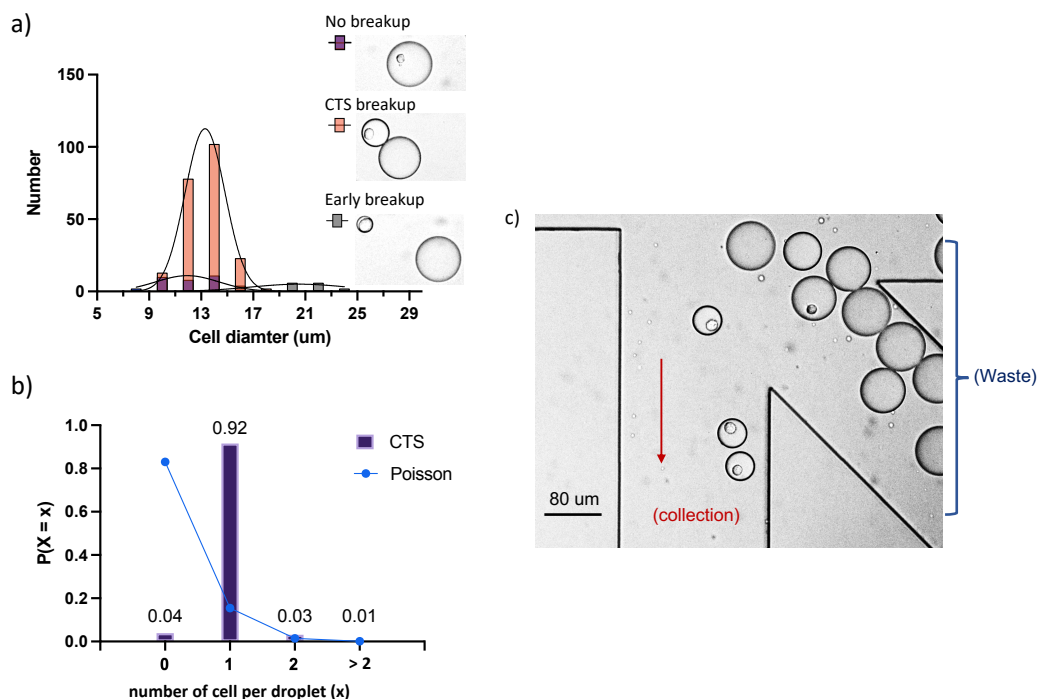 a)
No breakup
CTS breakup
Early breakup
150
100
50
0
Number
5
9
13
17
21
25
29
Cell diamter (um)
b)
1.0
0.8
0.6
0.4
0.2
0.0
P(X = x)
0.04
0.92
0.03
0.01
CTS
Poisson
0
1
2
> 2
number of cell per droplet (x)
c)
80 um
(collection)
(Waste)